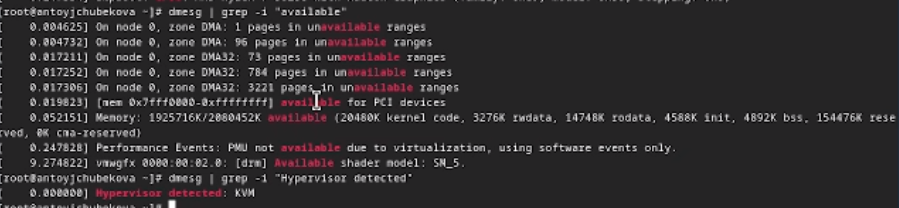 [root@antoyjchubekova ~]# dmesg | grep -i "available"
[    0.004625] On node 0, zone DMA: 1 pages in unavailable ranges
[    0.004732] On node 0, zone DMA: 96 pages in unavailable ranges
[    0.017211] On node 0, zone DMA32: 73 pages in unavailable ranges
[    0.017252] On node 0, zone DMA32: 784 pages in unavailable ranges
[    0.017306] On node 0, zone DMA32: 3221 pages in unavailable ranges
[    0.019823] [mem 0x7fff0000-0xffffffff] available for PCI devices
[    0.052151] Memory: 1925716K/2080452K available (20480K kernel code, 3276K rwdata, 14748K rodata, 4588K init, 4892K bss, 154476K rese
rved, 0K cma-reserved)
[    0.247828] Performance Events: PMU not available due to virtualization, using software events only.
[    9.274822] vmwgfx 0000:00:02.0: [drm] Available shader model: SM_5.
[root@antoyjchubekova ~]# dmesg | grep -i "Hypervisor detected"
[    0.000000] Hypervisor detected: KVM
[root@antoyjchubekova ~]#